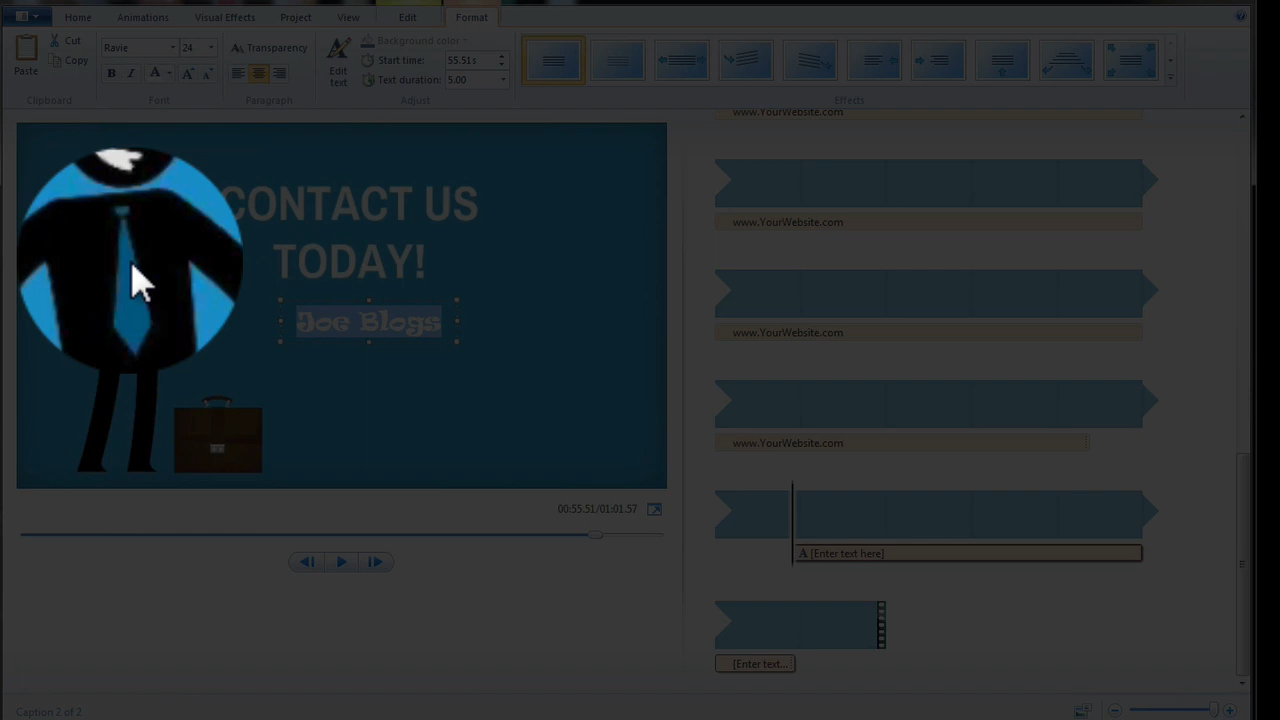 Home Animations Visual Effects Project View Edit Format
Paste
Cut
Copy
Clipboard
Ravie 24
B I A A A
Font
Transparency
Paragraph
Edit text
Background color
Start time: 55.51s
Text duration: 5.00
Adjust
Effects
CONTACT US
TODAY!
Joe Blogs
00:55.51/01:01.57
www.YourWebsite.com
www.YourWebsite.com
www.YourWebsite.com
www.YourWebsite.com
A [Enter text here]
[Enter text...
Caption 2 of 2